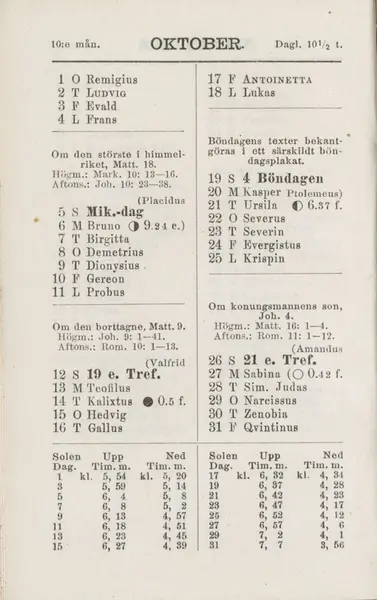 10:e mån.
OKTOBER.
Dagl. 10½ t.
1 O Remigius
2 T LUDVIG
3 F Evald
4 L Frans
Om den störste i himmel-
riket, Matt. 18.
Högm.: Mark. 10: 13—16.
Aftons.: Joh. 10: 23—38.
(Placidus
5 S Mik.-dag
6 M Bruno ◑ 9.24 e.)
7 T Birgitta
8 O Demetrius
9 T Dionysius
10 F Gereon
11 L Probus
Om den borttagne, Matt. 9.
Högm.: Joh. 9: 1—41.
Aftons.: Rom. 10: 1—13.
(Valfrid
12 S 19 e. Tref.
13 M Teofilus
14 T Kalixtus ● 0.5 f.
15 O Hedvig
16 T Gallus
17 F ANTOINETTA
18 L Lukas
Böndagens texter bekant-
göras i ett särskildt bön-
dagsplakat.
19 S 4 Böndagen
20 M Kasper Ptolemeus)
21 T Ursila ◐ 6.37 f.
22 O Severus
23 T Severin
24 F Evergistus
25 L Krispin
Om konungsmannens son,
Joh. 4.
Högm.: Matt. 16: 1—4.
Aftons.: Rom. 11: 1—12.
(Amandus
26 S 21 e. Tref.
27 M Sabina (○ 0.42 f.
28 T Sim. Judas
29 O Narcissus
30 T Zenobia
31 F Qvintinus
Solen Upp Ned
Dag. Tim. m. Tim. m.
1 kl. 5, 54 kl. 5, 20
3 5, 59 5, 14
5 6, 4 5, 8
7 6, 8 5, 2
9 6, 13 4, 57
11 6, 18 4, 51
13 6, 23 4, 45
15 6, 27 4, 39
Solen Upp Ned
Dag. Tim. m. Tim. m.
17 kl. 6, 32 kl. 4, 34
19 6, 37 4, 28
21 6, 42 4, 23
23 6, 47 4, 17
25 6, 52 4, 12
27 6, 57 4, 6
29 7, 2 4, 1
31 7, 7 3, 56